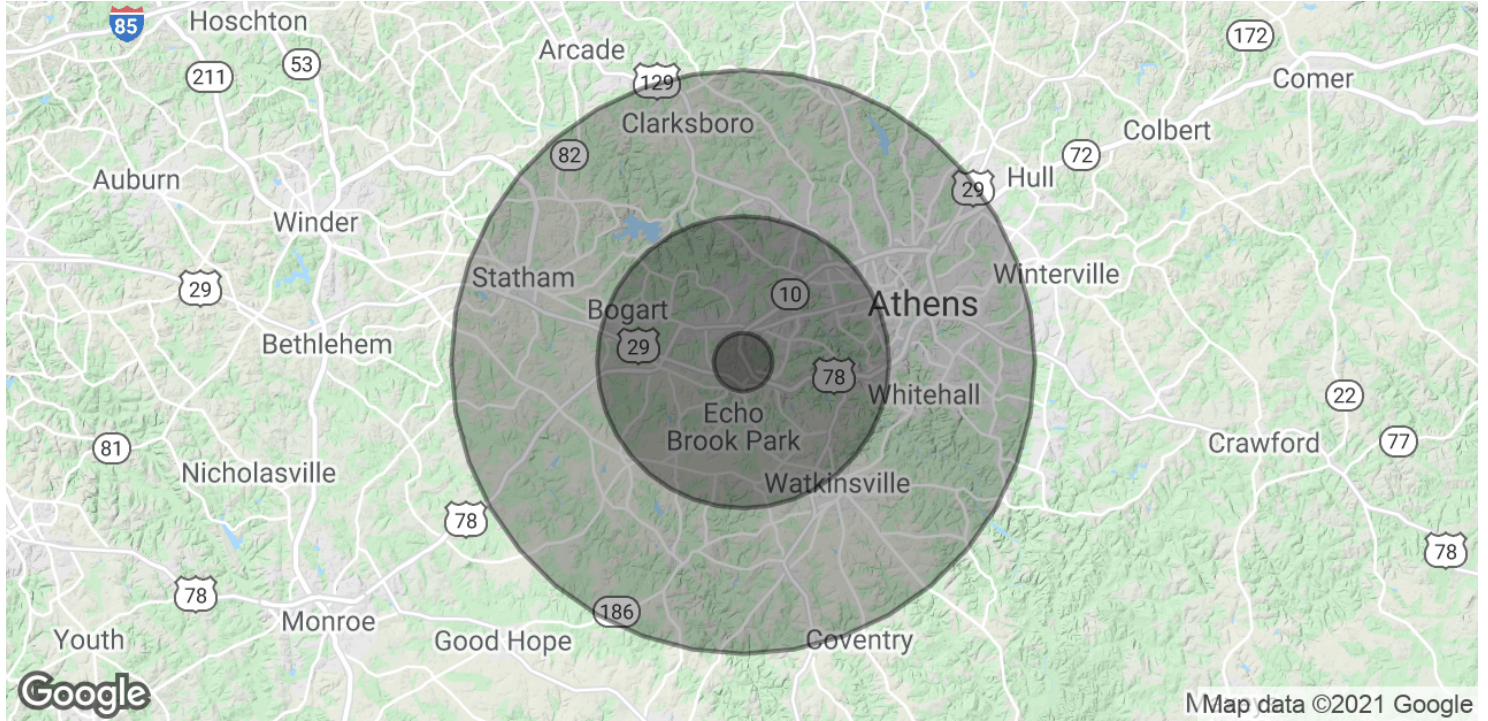 85
Hoschton
Arcade
172
211
53
129
Comer
Clarksboro
Colbert
82
72
Auburn
Hull
29
Winder
Statham
Winterville
29
10
Athens
Bogart
29
Bethlehem
78
Whitehall
22
Echo
Brook Park
81
77
Crawford
Nicholasville
Watkinsville
78
78
78
186
Monroe
Youth
Good Hope
Coventry
Google
Map data ©2021 Google